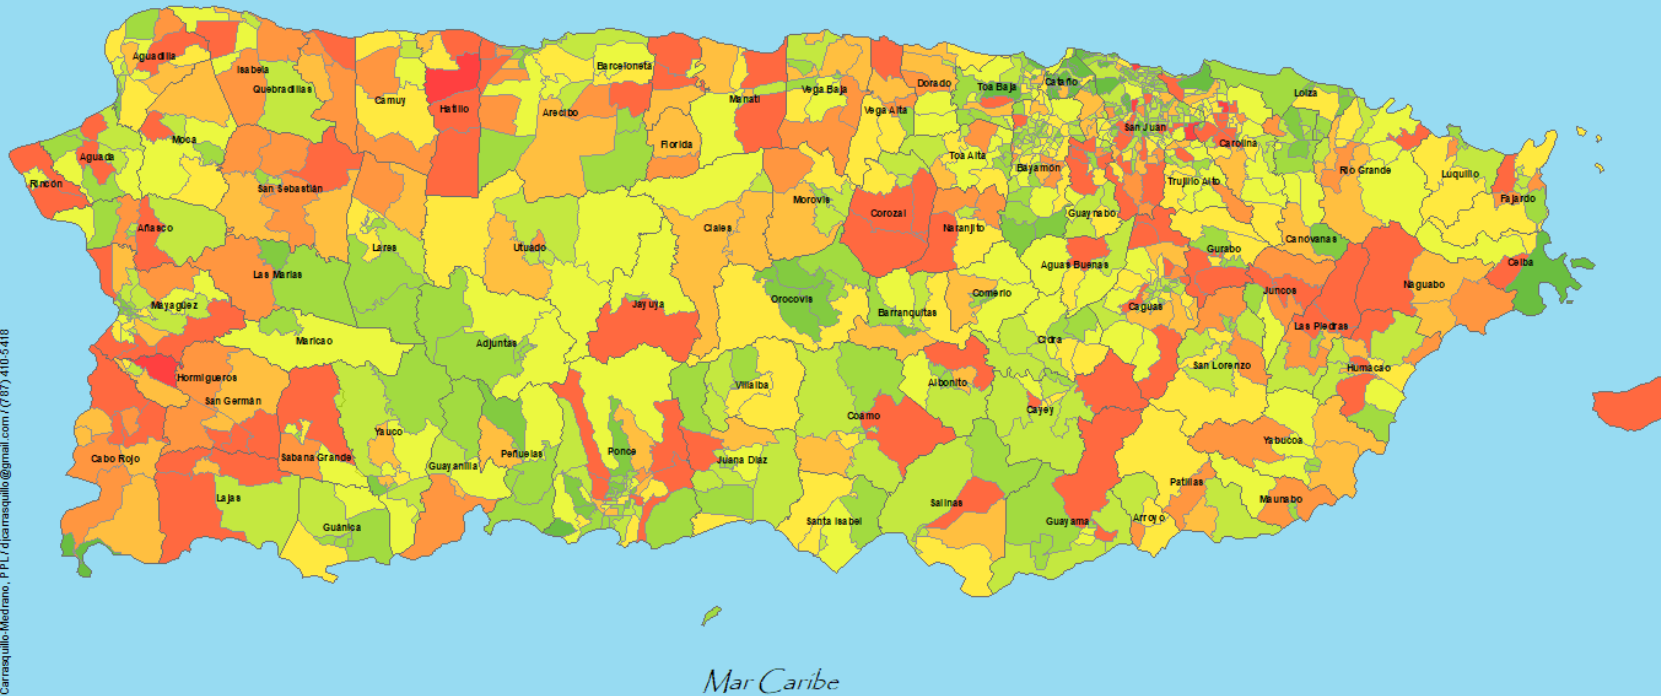 Aguadilla
Isabela
Quebradillas
Camuy
Hatillo
Arecibo
Barceloneta
Manatí
Vega Baja
Vega Alta
Dorado
Toa Baja
Cataño
San Juan
Loiza
Carolina
Moca
Aguada
Rincón
San Sebastián
Florida
Toa Alta
Bayamón
Trujillo Alto
Rio Grande
Luquillo
Fajardo
Añasco
Lares
Utuado
Ciales
Morovis
Corozal
Naranjito
Guaynabo
Aguas Buenas
Gurabo
Canóvanas
Ceiba
Las Marias
Mayagüez
Maricao
Adjuntas
Jayuya
Orocovis
Barranquitas
Comerio
Caguas
Juncos
Naguabo
Las Piedras
Hormigueros
San Germán
Villalba
Cidra
Aibonito
San Lorenzo
Humacao
Coamo
Cayey
Yabucoa
Cabo Rojo
Sabana Grande
Yauco
Guayanilla
Peñuelas
Ponce
Juana Díaz
Lajas
Guánica
Santa Isabel
Salinas
Guayama
Arroyo
Patillas
Maunabo
Mar Caribe
Carrasquillo-Medrano, PPL / djcarrasquillo@gmail.com / (787) 410-5418